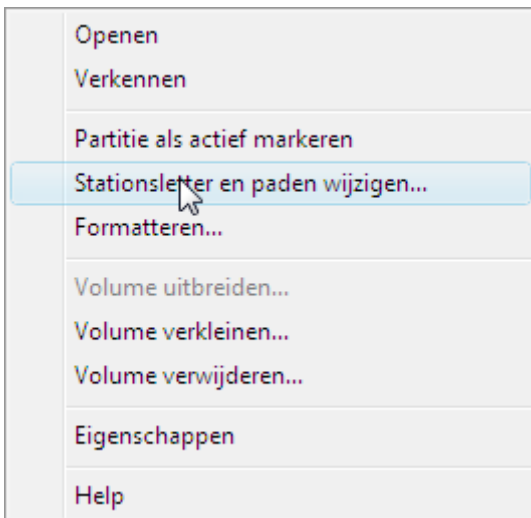 Openen
Verkennen
Partitie als actief markeren
Stationsletter en paden wijzigen...
Formatteren...
Volume uitbreiden...
Volume verkleinen...
Volume verwijderen...
Eigenschappen
Help